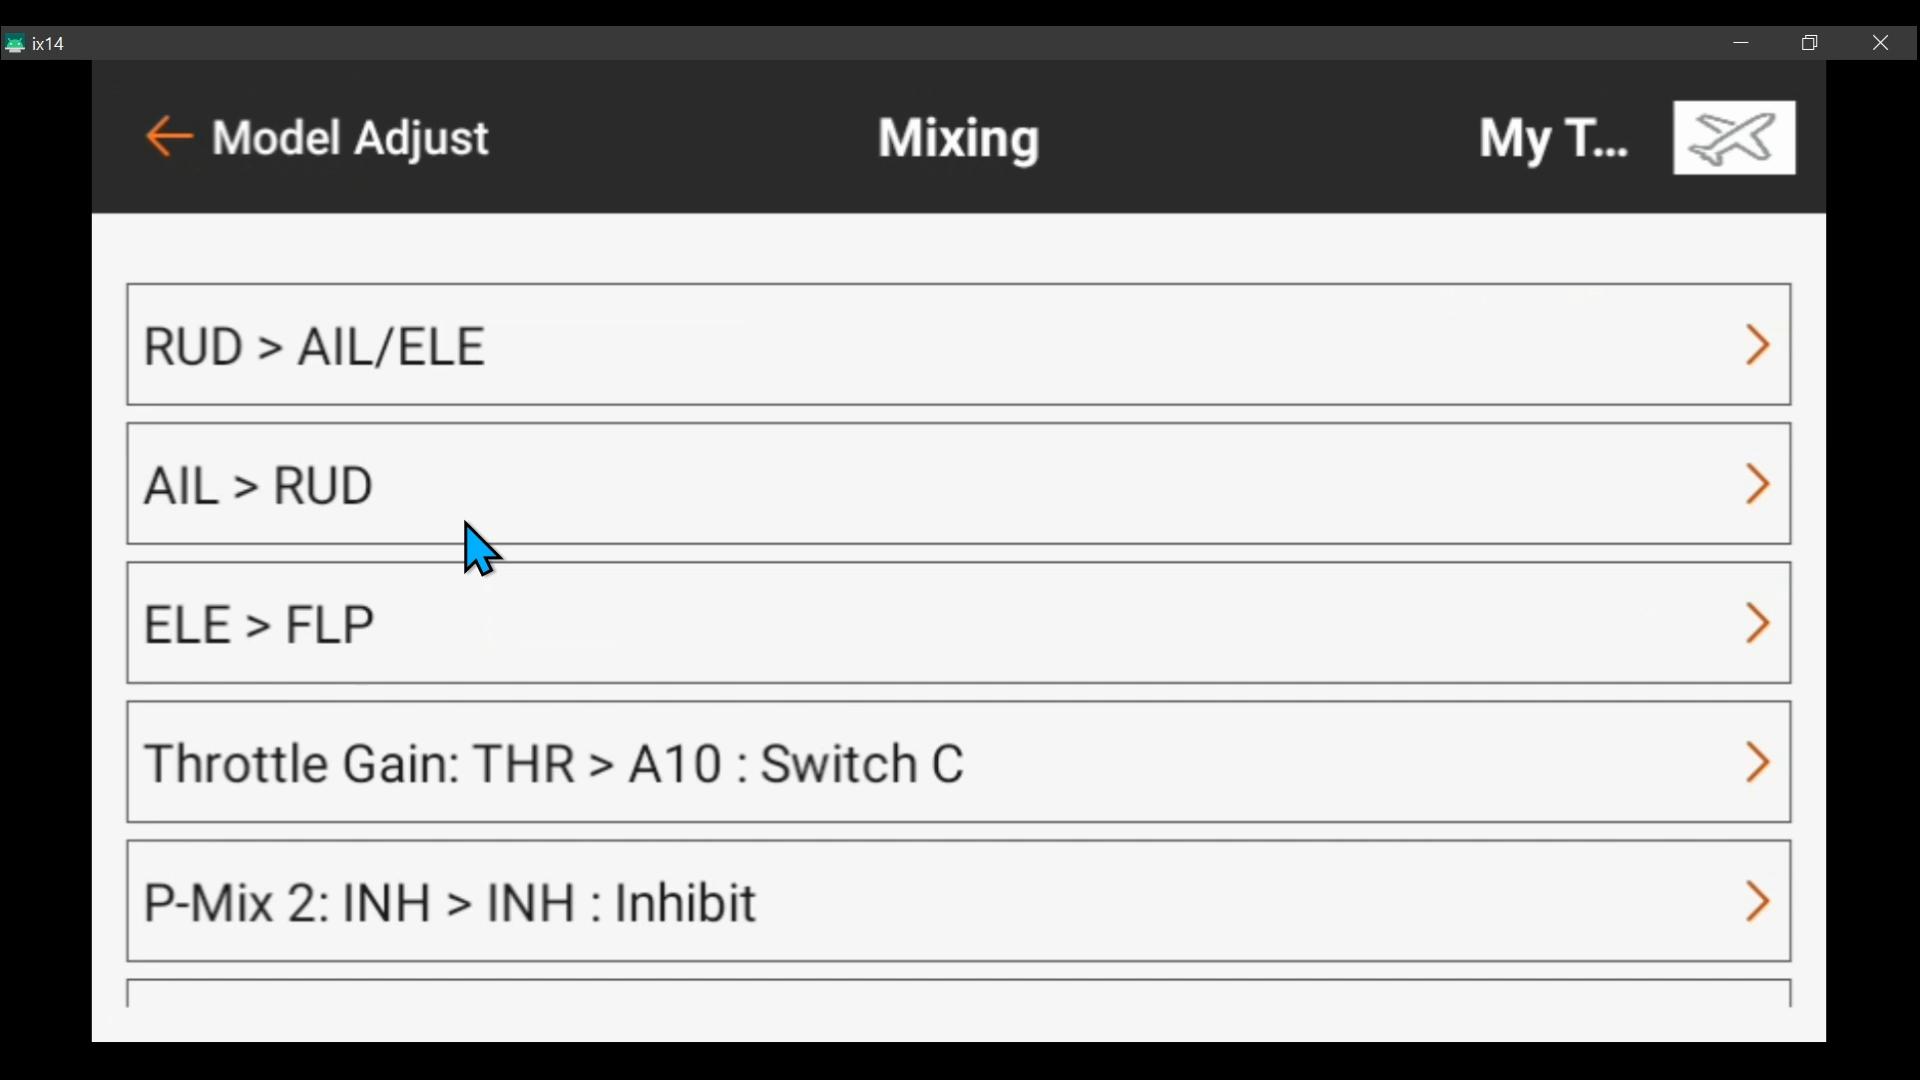 ix14
Model Adjust
Mixing
My T...
RUD > AIL/ELE
AIL > RUD
ELE > FLP
Throttle Gain: THR > A10 : Switch C
P-Mix 2: INH > INH : Inhibit